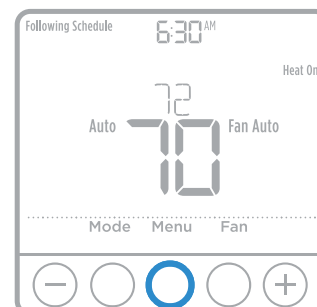 Following Schedule 6:30 AM
Heat On
72
Auto 70 Fan Auto
Mode Menu Fan
− +